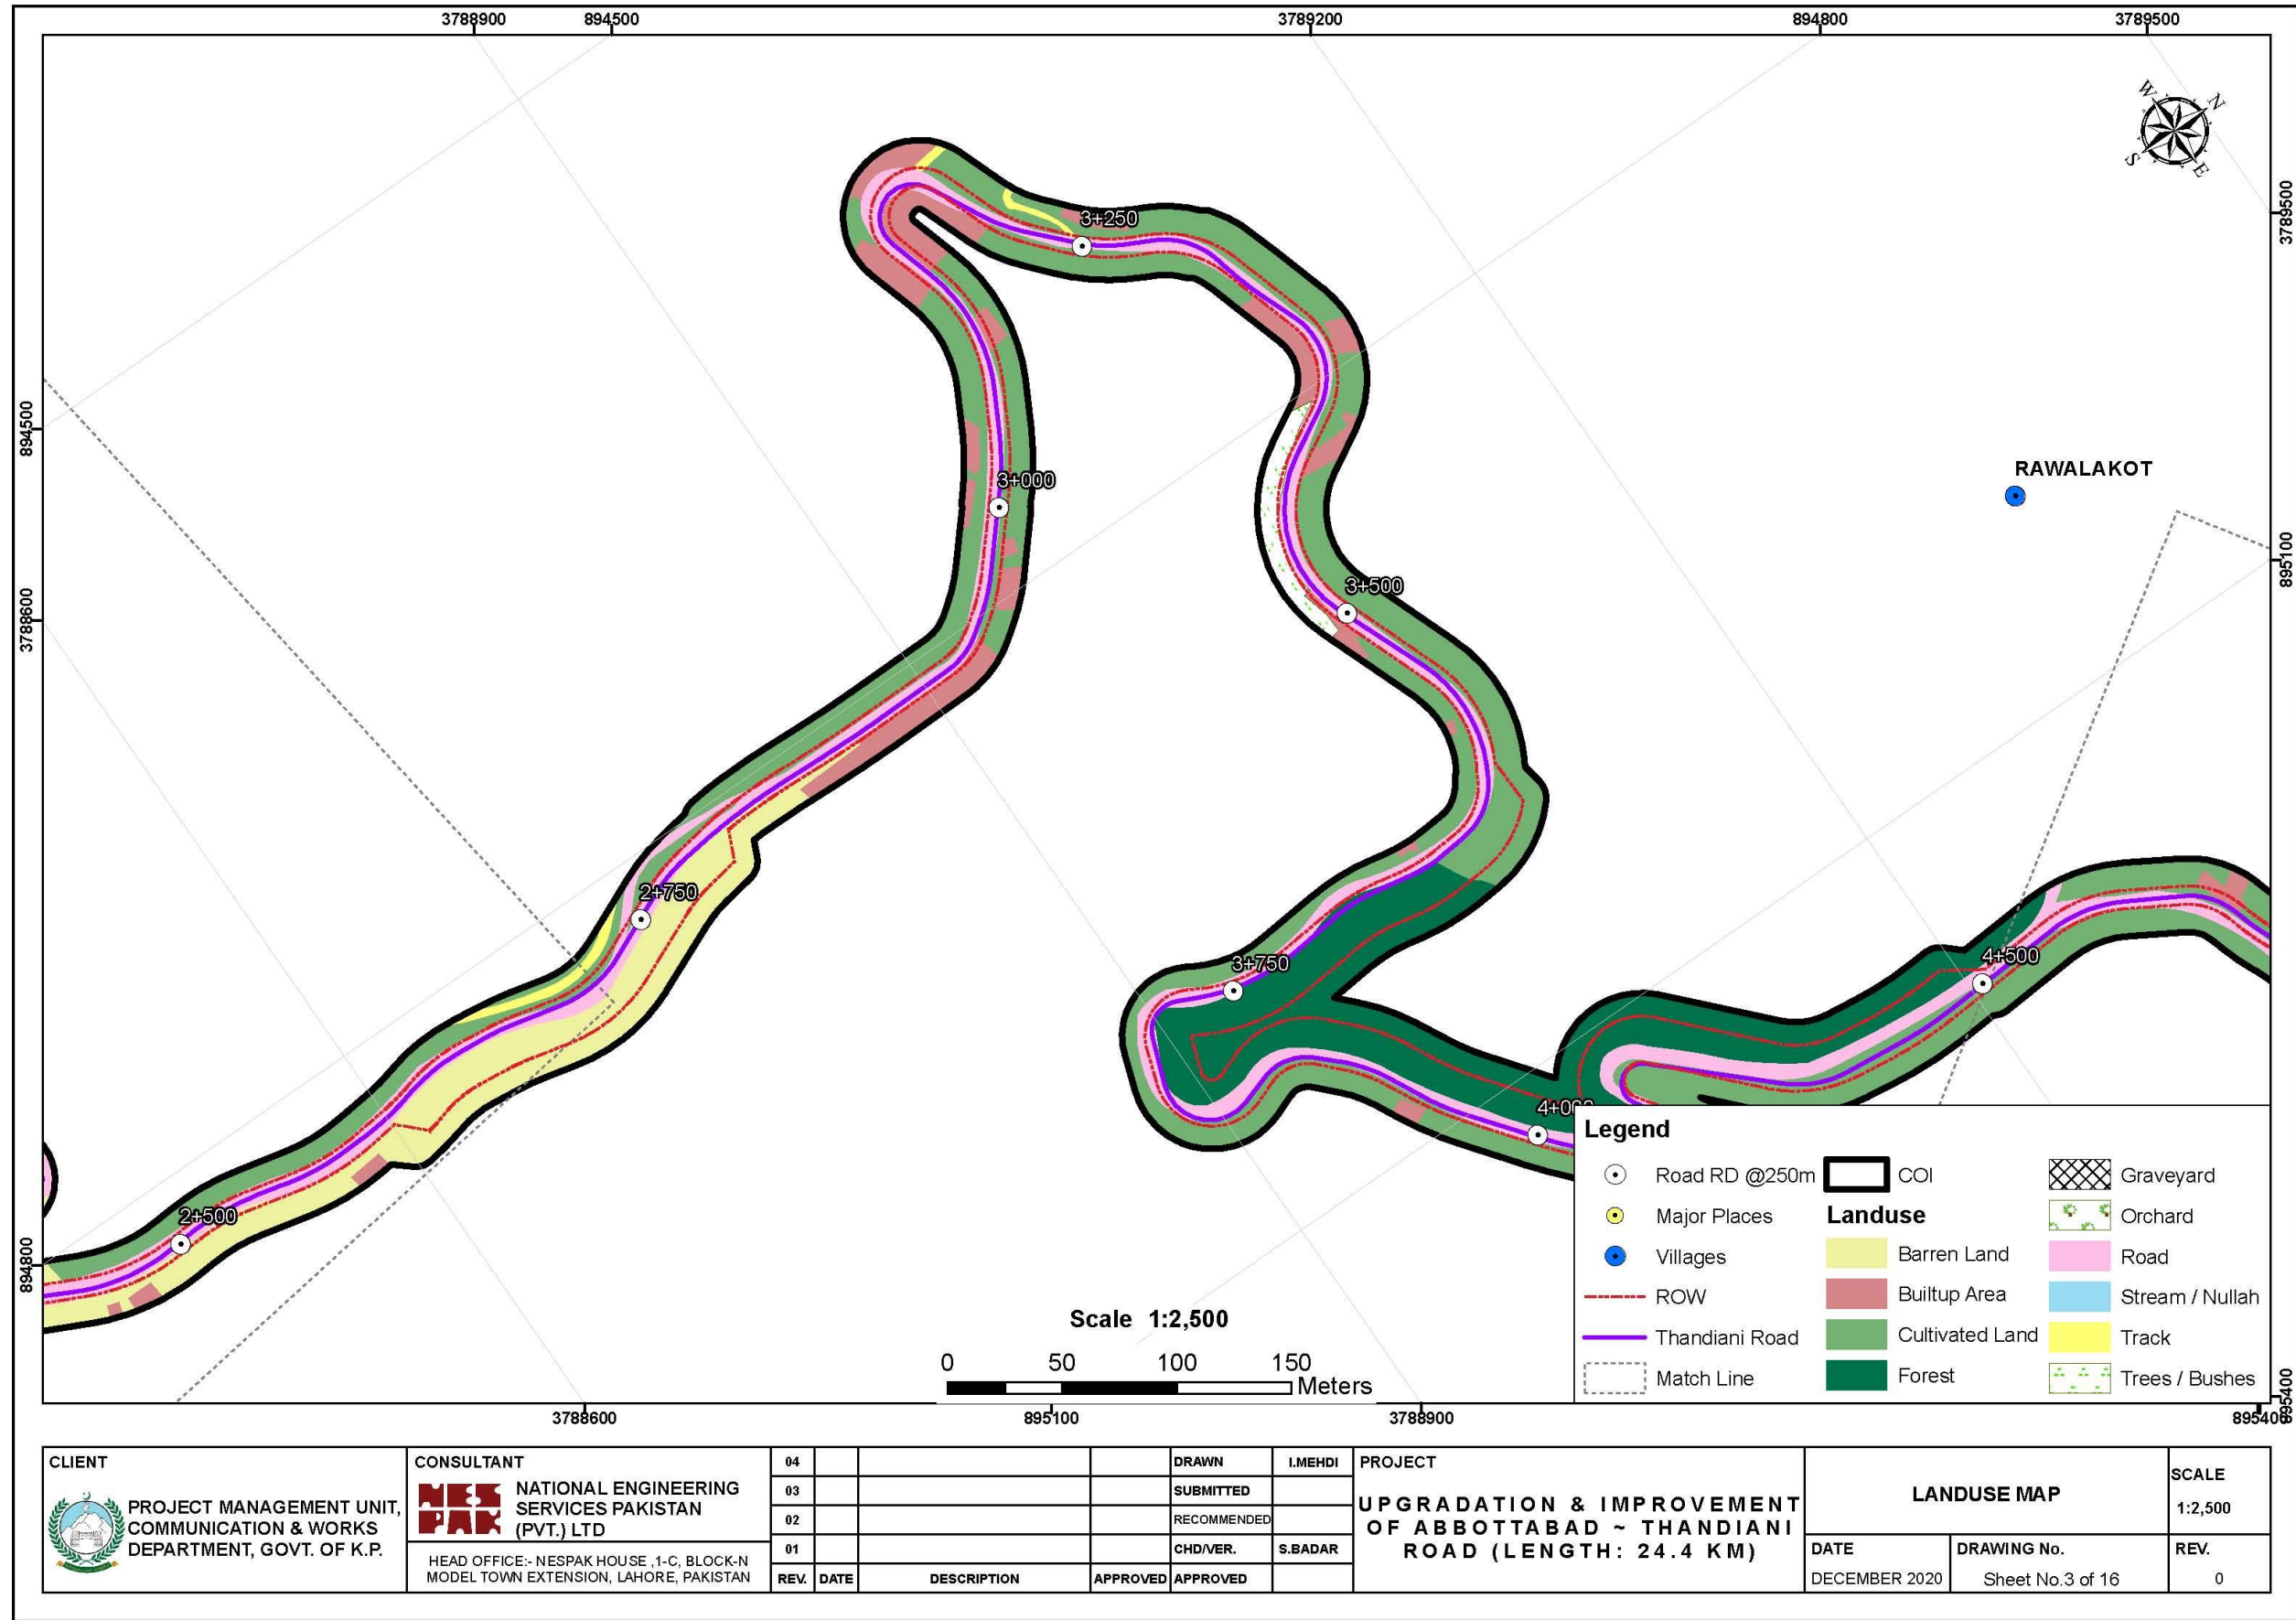 3788900
894500
3789200
894800
3789500
W
N
S
E
3789500
3+250
894500
RAWALAKOT
3+000
895100
3+500
3788600
2+750
3+750
4+500
4+00
2+500
894800
Scale 1:2,500
0
50
100
150
Meters
Legend
Road RD @250m
Major Places
Villages
ROW
Thandiani Road
Match Line
COI
Landuse
Barren Land
Builtup Area
Cultivated Land
Forest
Graveyard
Orchard
Road
Stream / Nullah
Track
Trees / Bushes
895400
3788600
895100
3788900
895400
CLIENT
PROJECT MANAGEMENT UNIT,
COMMUNICATION & WORKS
DEPARTMENT, GOVT. OF K.P.
CONSULTANT
NES
PAK
NATIONAL ENGINEERING
SERVICES PAKISTAN
(PVT.) LTD
HEAD OFFICE:- NESPAK HOUSE ,1-C, BLOCK-N
MODEL TOWN EXTENSION, LAHORE, PAKISTAN
04
03
02
01
REV. DATE DESCRIPTION APPROVED
DRAWN I.MEHDI
SUBMITTED
RECOMMENDED
CHD/VER. S.BADAR
APPROVED
PROJECT
UPGRADATION & IMPROVEMENT
OF ABBOTTABAD ~ THANDIANI
ROAD (LENGTH: 24.4 KM)
LANDUSE MAP
SCALE
1:2,500
DATE
DECEMBER 2020
DRAWING No.
Sheet No.3 of 16
REV.
0